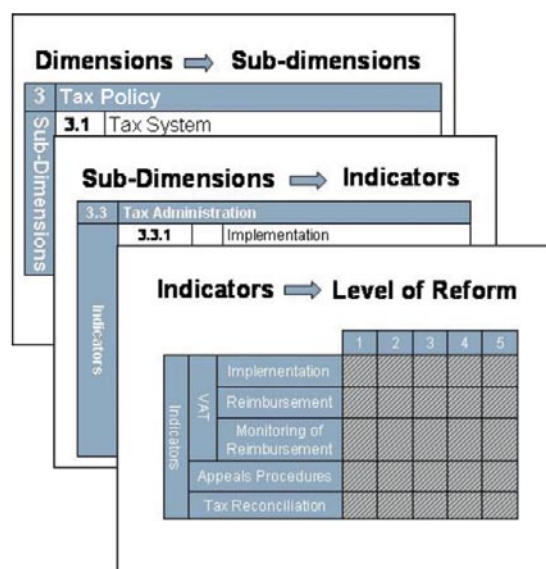 Dimensions Sub-dimensions
3 Tax Policy
Sub-Dimensions
3.1 Tax System
Sub-Dimensions Indicators
3.3 Tax Administration
Indicators
3.3.1 Implementation
Indicators Level of Reform
1 2 3 4 5
Indicators
VAT
Implementation
Reimbursement
Monitoring of
Reimbursement
Appeals Procedures
Tax Reconciliation